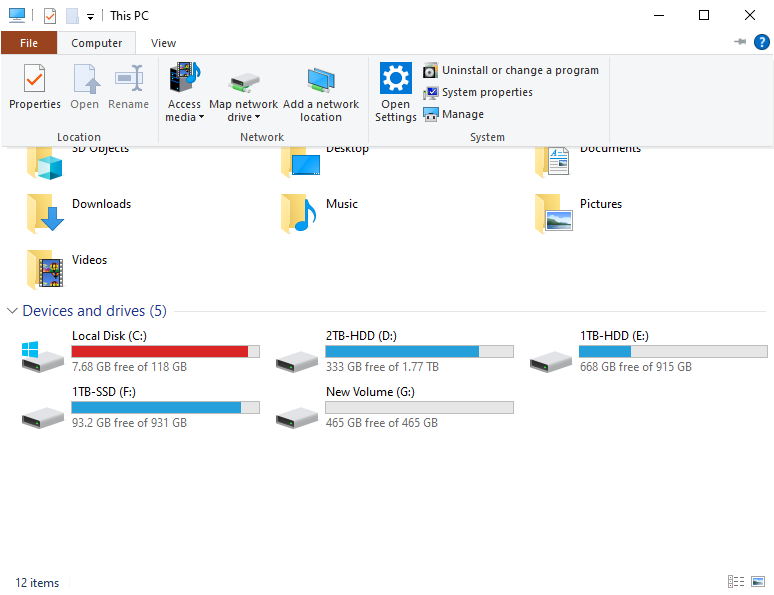 This PC
File Computer View
Properties Open Rename Access media Map network drive Add a network location Open Settings Uninstall or change a program
System properties
Manage
Location Network System
3D Objects Desktop Documents
Downloads Music Pictures
Videos
Devices and drives (5)
Local Disk (C:) 2TB-HDD (D:) 1TB-HDD (E:)
7.68 GB free of 118 GB 333 GB free of 1.77 TB 668 GB free of 915 GB
1TB-SSD (F:) New Volume (G:)
93.2 GB free of 931 GB 465 GB free of 465 GB
12 items